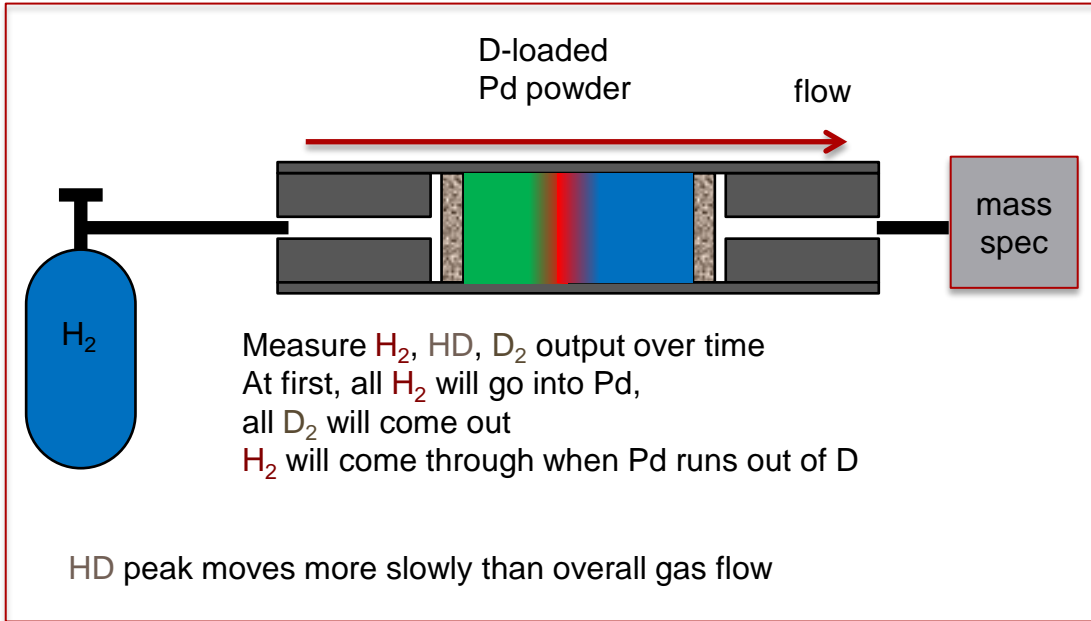 D-loaded
Pd powder
flow
mass
spec
H₂
Measure H₂, HD, D₂ output over time
At first, all H₂ will go into Pd,
all D₂ will come out
H₂ will come through when Pd runs out of D
HD peak moves more slowly than overall gas flow